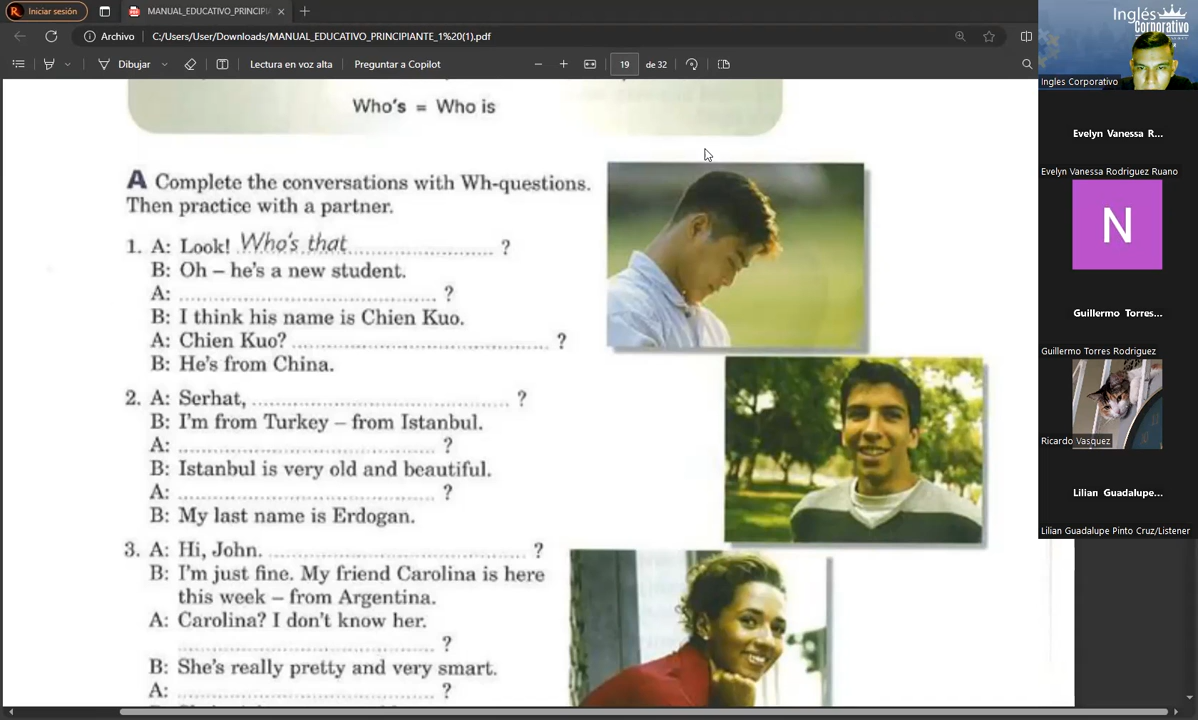 Iniciar sesión
MANUAL_EDUCATIVO_PRINCIPIA
Archivo
C:/Users/User/Downloads/MANUAL_EDUCATIVO_PRINCIPIANTE_1%20(1).pdf
Dibujar
Lectura en voz alta
Preguntar a Copilot
19
de 32
Who's = Who is
A Complete the conversations with Wh-questions.
Then practice with a partner.
1. A: Look! Who's that ?
B: Oh – he's a new student.
A: ?
B: I think his name is Chien Kuo.
A: Chien Kuo? ?
B: He's from China.
2. A: Serhat, ?
B: I'm from Turkey – from Istanbul.
A: ?
B: Istanbul is very old and beautiful.
A: ?
B: My last name is Erdogan.
3. A: Hi, John. ?
B: I'm just fine. My friend Carolina is here
this week – from Argentina.
A: Carolina? I don't know her.
?
B: She's really pretty and very smart.
A: ?
Inglés
Corporativo
Ingles Corporativo
Evelyn Vanessa R...
Evelyn Vanessa Rodriguez Ruano
N
Guillermo Torres...
Guillermo Torres Rodriguez
Ricardo Vasquez
Lilian Guadalupe...
Lilian Guadalupe Pinto Cruz/Listener